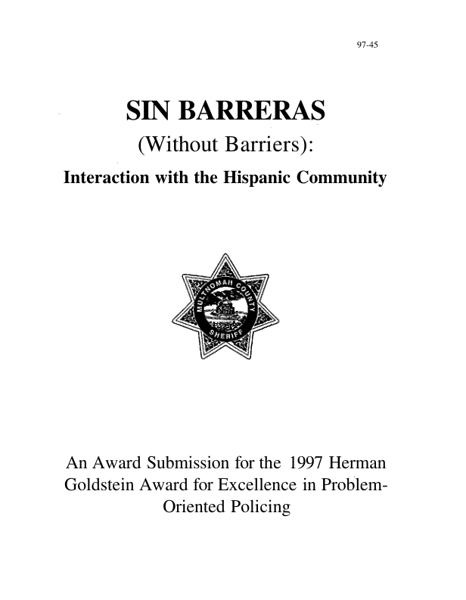 97-45
SIN BARRERAS
(Without Barriers):
Interaction with the Hispanic Community
MULTNOMAH COUNTY
SHERIFF
An Award Submission for the 1997 Herman
Goldstein Award for Excellence in Problem-
Oriented Policing